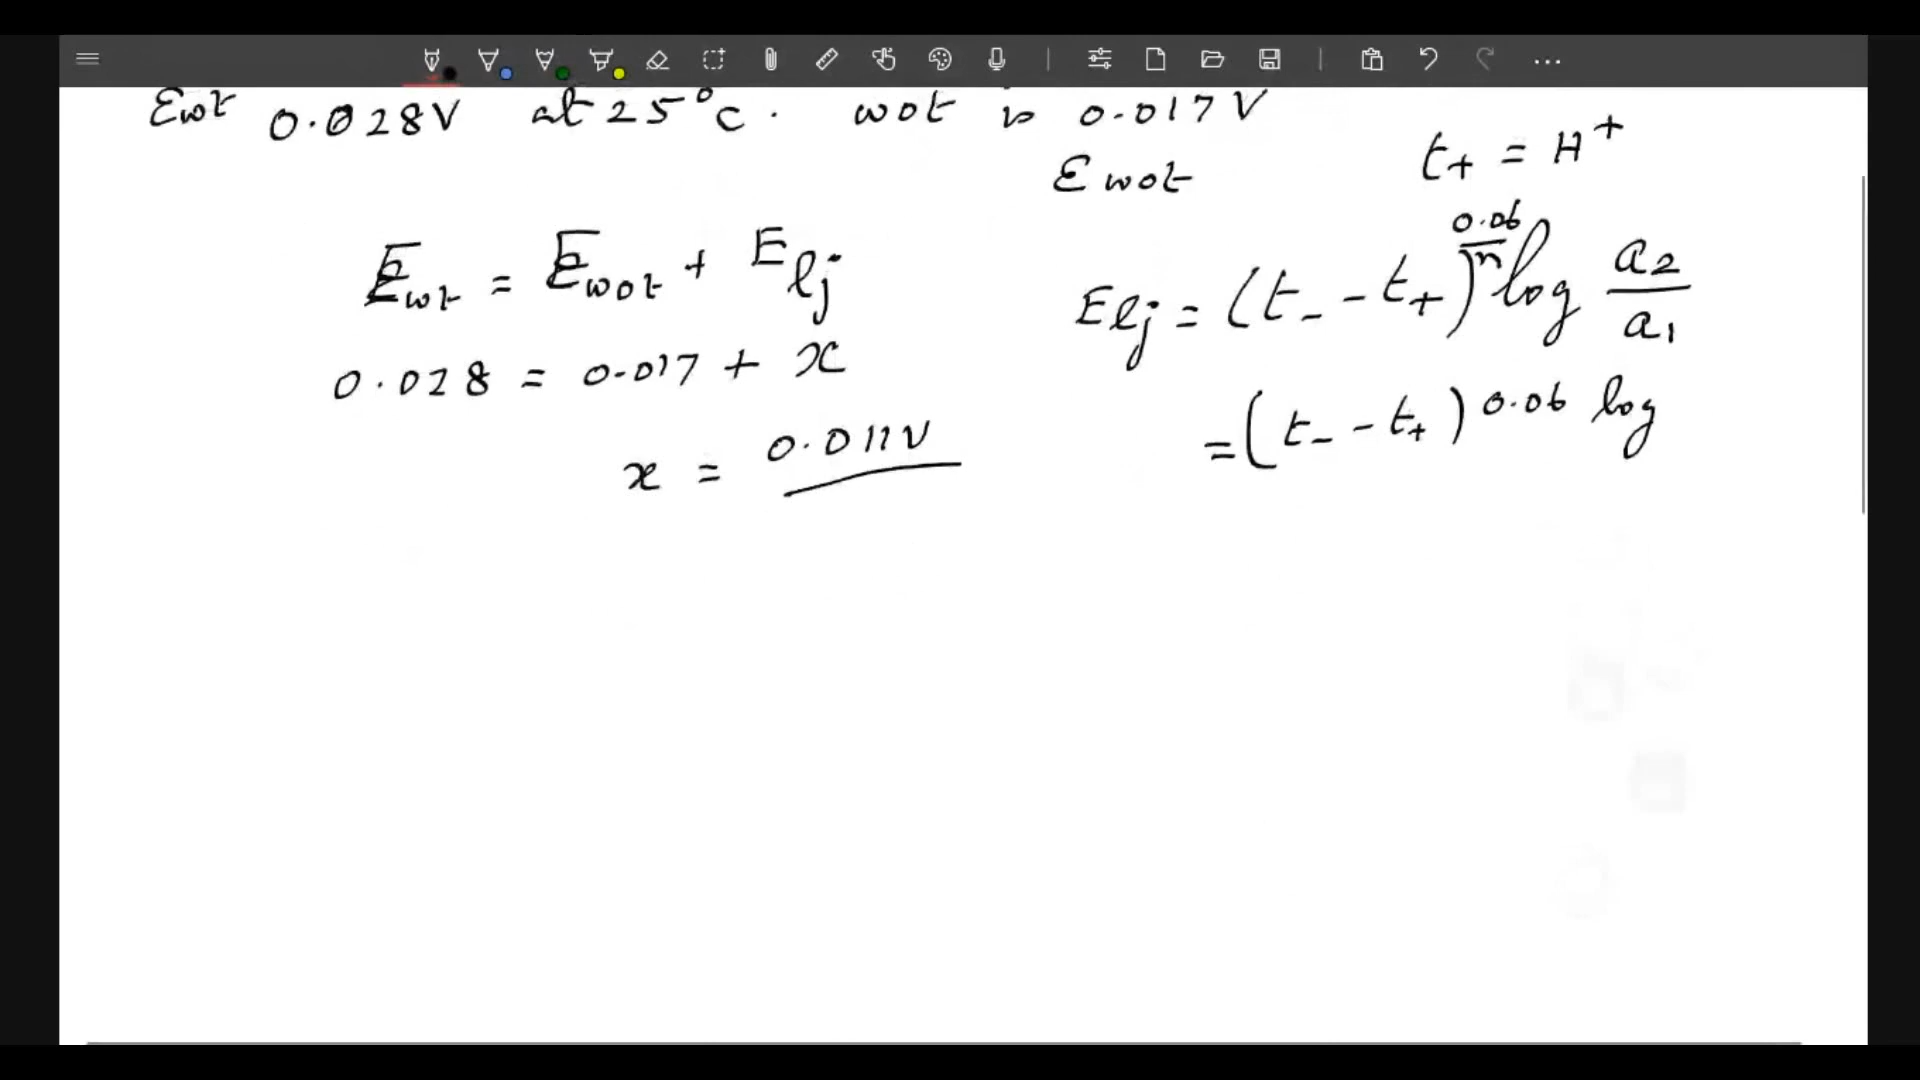 Ewt 0.028V at 25°C. wot is 0.017V
Ewot
t+ = H+
Ewt = Ewot + Elj
0.028 = 0.017 + x
x = 0.011V
Elj = (t- - t+) 0.06/n log a2/a1
= (t- - t+) 0.06 log